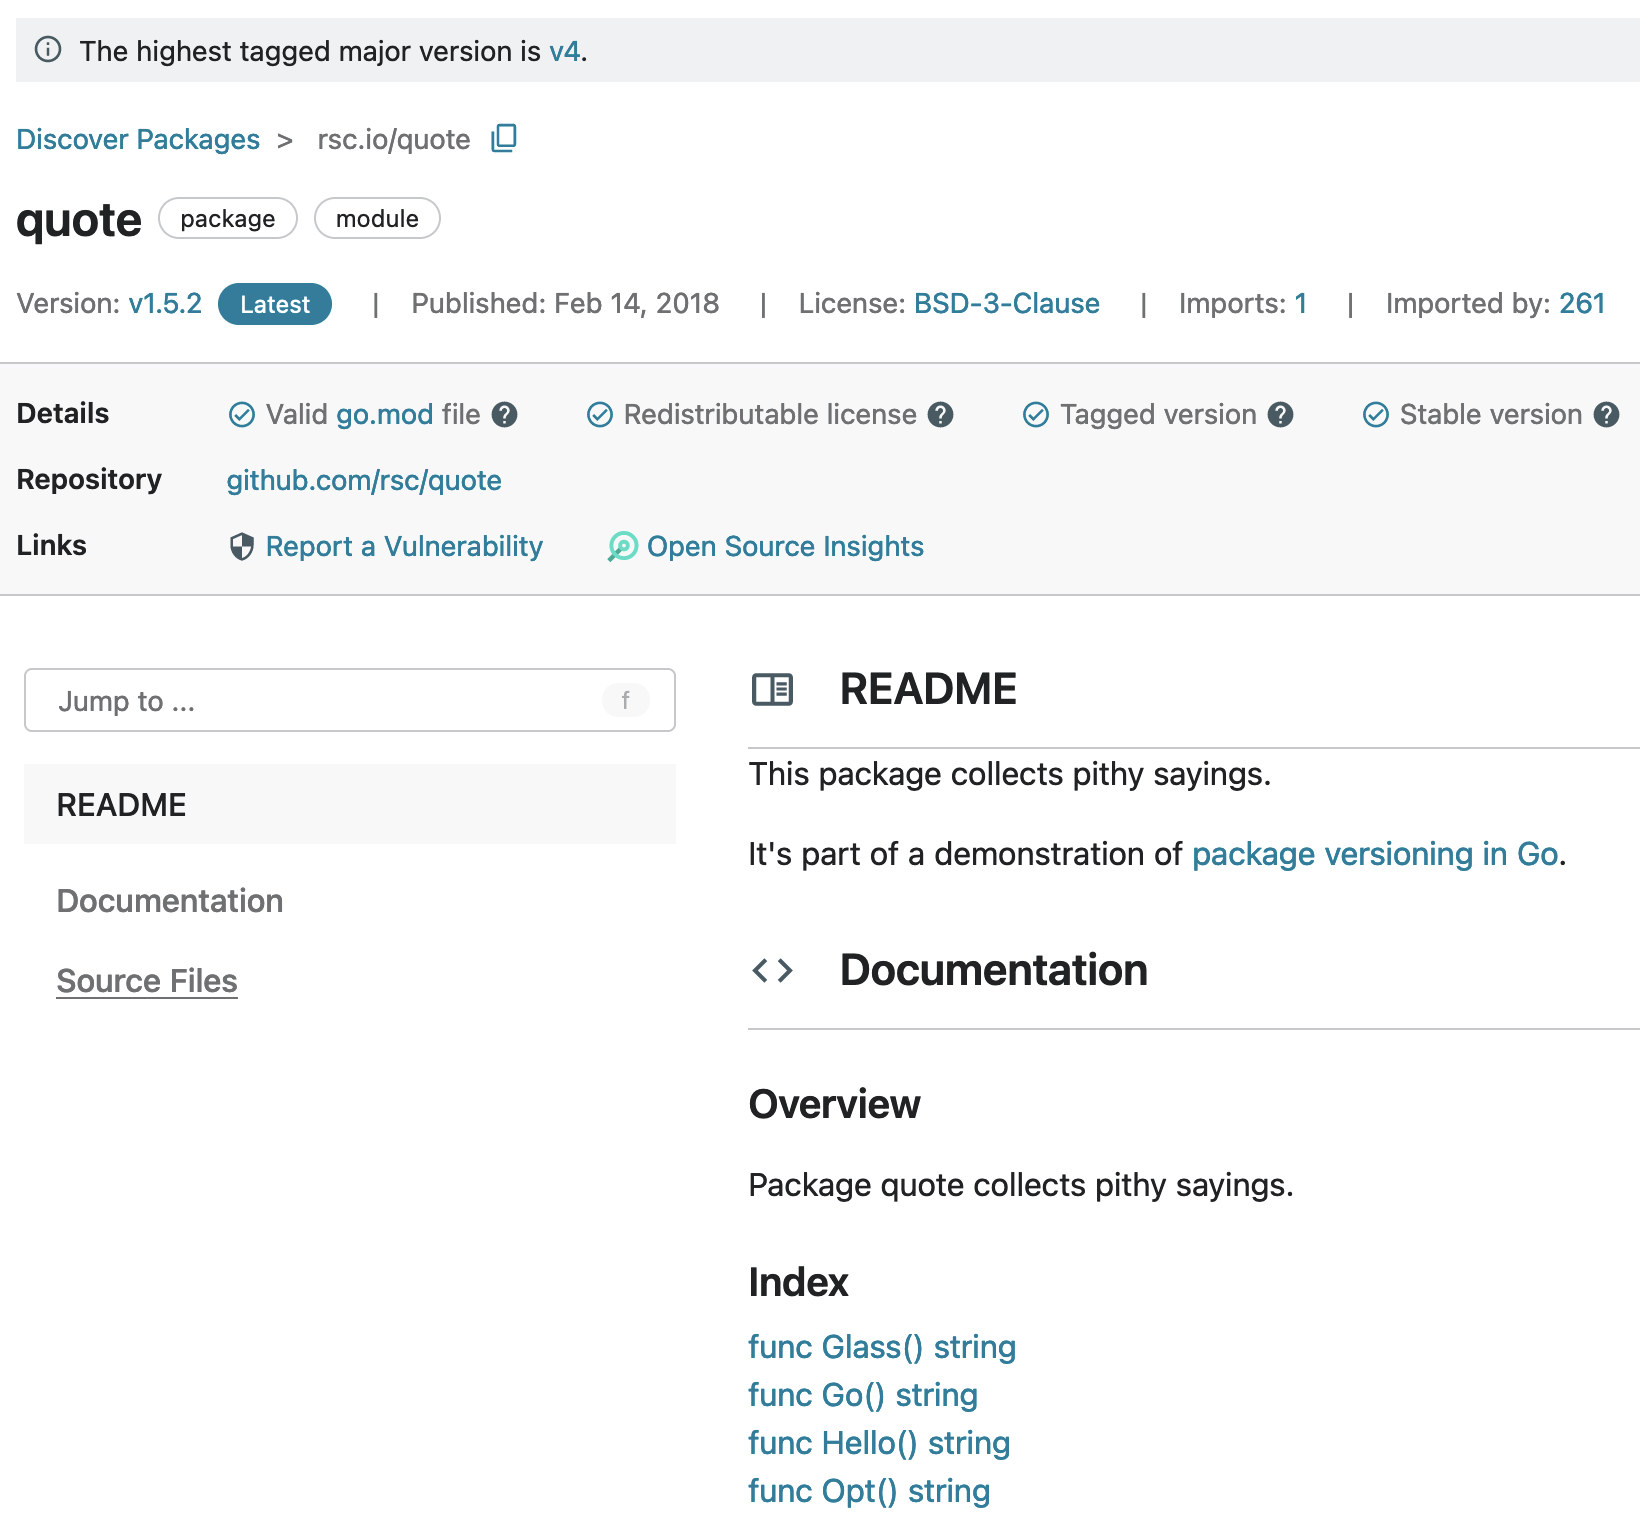 The highest tagged major version is v4.
Discover Packages > rsc.io/quote
quote package module
Version: v1.5.2 Latest | Published: Feb 14, 2018 | License: BSD-3-Clause | Imports: 1 | Imported by: 261
Details Valid go.mod file Redistributable license Tagged version Stable version
Repository github.com/rsc/quote
Links Report a Vulnerability Open Source Insights
Jump to ... f
README
Documentation
Source Files
README
This package collects pithy sayings.
It's part of a demonstration of package versioning in Go.
Documentation
Overview
Package quote collects pithy sayings.
Index
func Glass() string
func Go() string
func Hello() string
func Opt() string